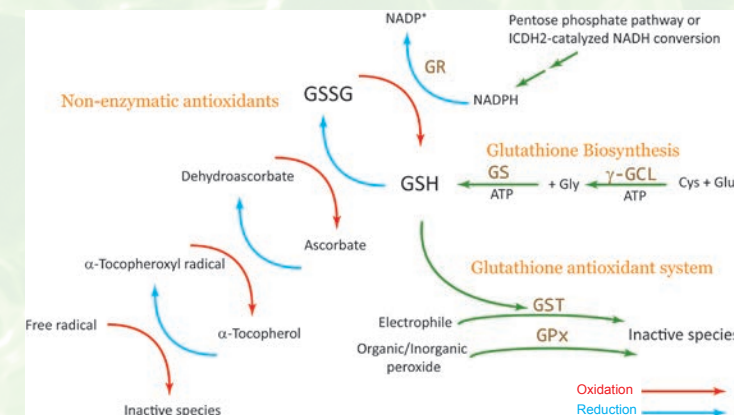 NADP⁺
Pentose phosphate pathway or
ICDH2-catalyzed NADH conversion
GR
Non-enzymatic antioxidants
GSSG
NADPH
Glutathione Biosynthesis
Dehydroascorbate
GSH
GS
ATP
+ Gly
γ-GCL
ATP
Cys + Glu
Ascorbate
α-Tocopheroxyl radical
Glutathione antioxidant system
GST
Free radical
α-Tocopherol
Electrophile
GPx
Inactive species
Organic/Inorganic
peroxide
Inactive species
Oxidation
Reduction